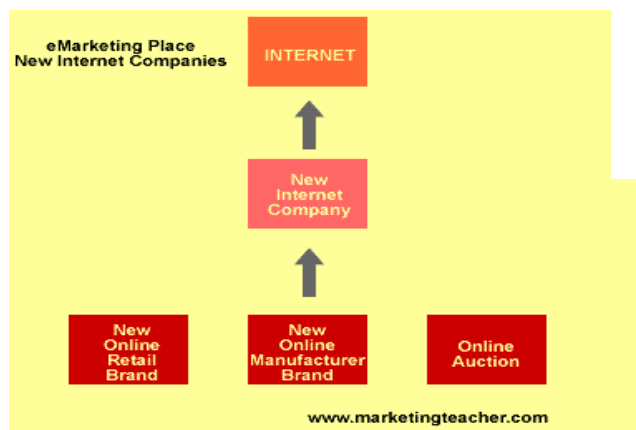 eMarketing Place
New Internet Companies
INTERNET
New
Internet
Company
New
Online
Retail
Brand
New
Online
Manufacturer
Brand
Online
Auction
www.marketingteacher.com